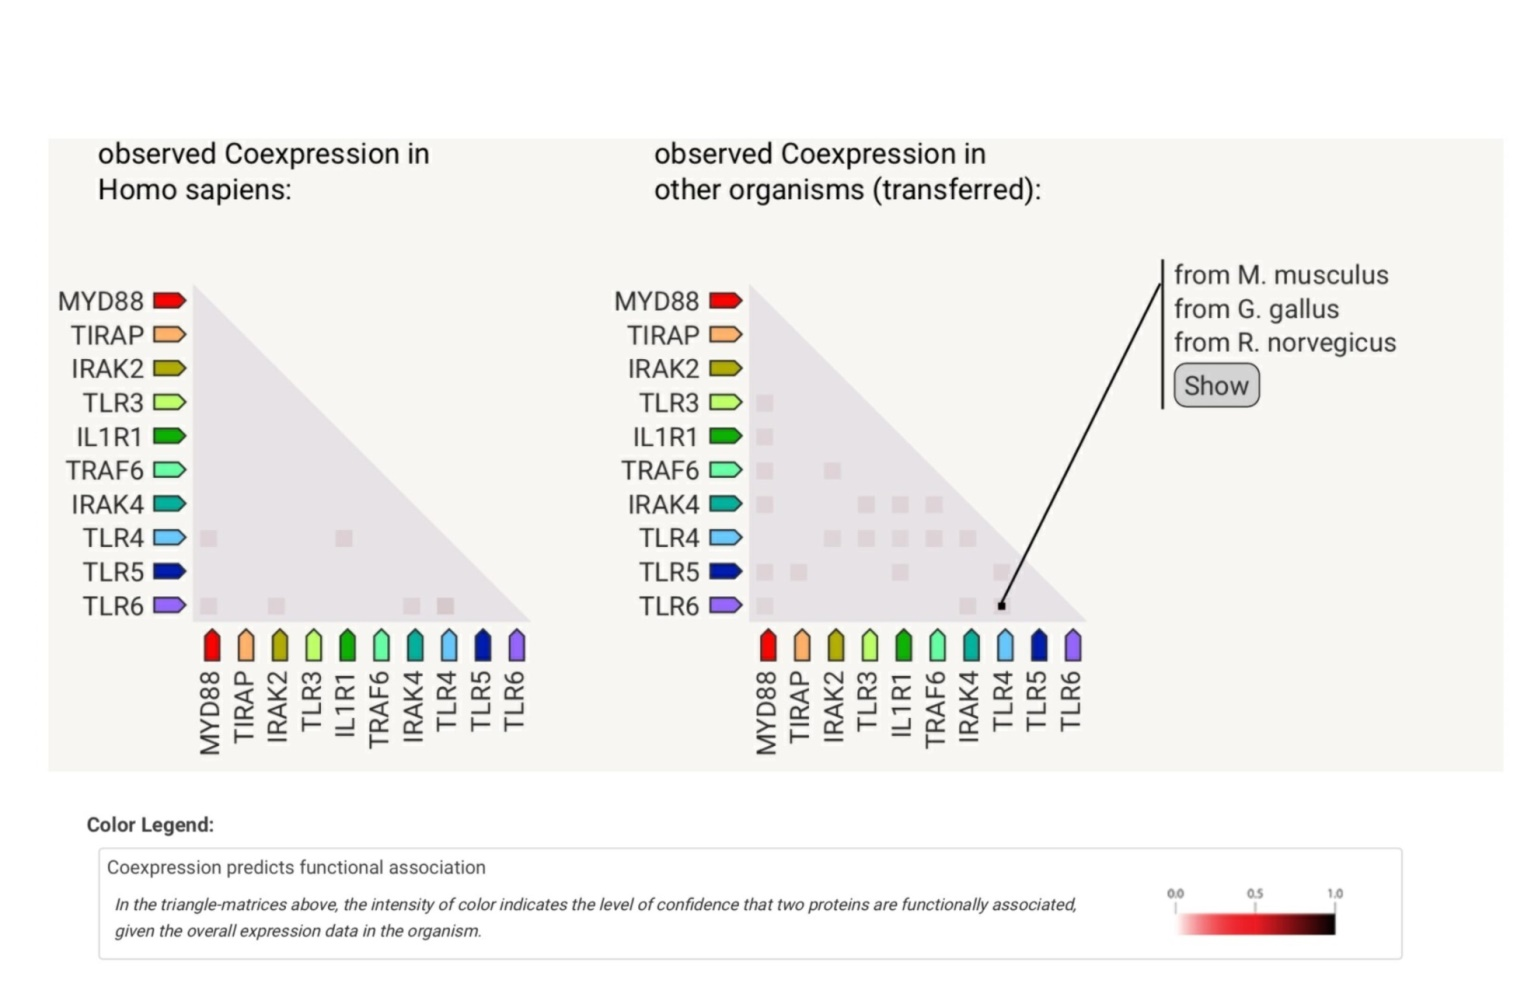 observed Coexpression in
Homo sapiens:
observed Coexpression in
other organisms (transferred):
from M. musculus
from G. gallus
from R. norvegicus
Show
MYD88
TIRAP
IRAK2
TLR3
IL1R1
TRAF6
IRAK4
TLR4
TLR5
TLR6
MYD88
TIRAP
IRAK2
TLR3
IL1R1
TRAF6
IRAK4
TLR4
TLR5
TLR6
MYD88
TIRAP
IRAK2
TLR3
IL1R1
TRAF6
IRAK4
TLR4
TLR5
TLR6
MYD88
TIRAP
IRAK2
TLR3
IL1R1
TRAF6
IRAK4
TLR4
TLR5
TLR6
Color Legend:
Coexpression predicts functional association
In the triangle-matrices above, the intensity of color indicates the level of confidence that two proteins are functionally associated,
given the overall expression data in the organism.
0.0 0.5 1.0